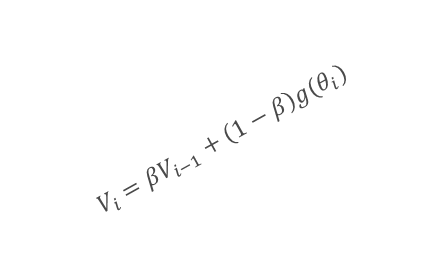 V_i = βV_{i−1} + (1 − β)g(θ_i)